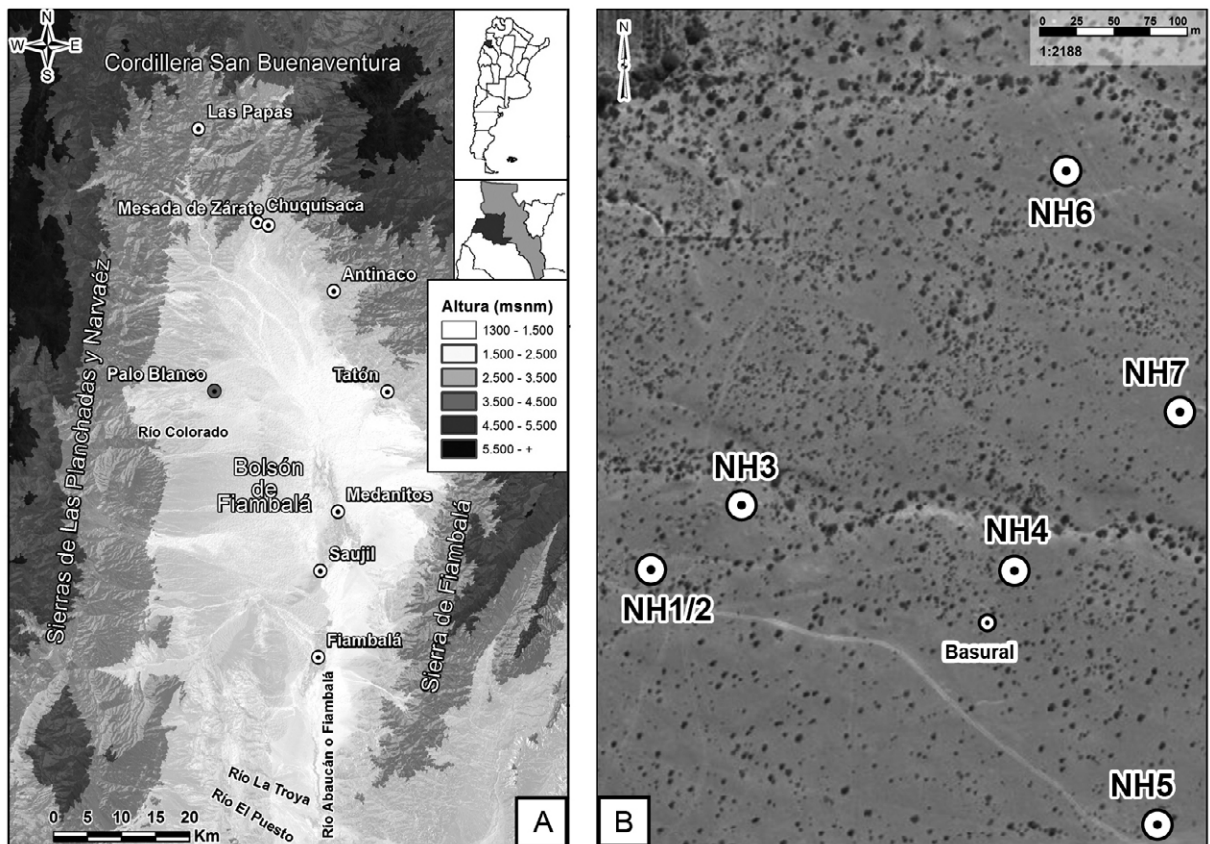 N
W E
S
Cordillera San Buenaventura
Las Papas
Mesada de Zárate
Chuquisaca
Antinaco
Altura (msnm)
1300 - 1.500
1.500 - 2.500
2.500 - 3.500
3.500 - 4.500
4.500 - 5.500
5.500 - +
Sierras de Las Planchadas y Narvaéz
Palo Blanco
Tatón
Río Colorado
Bolsón
de
Fiambalá
Medanitos
Saujil
Sierra de Fiambalá
Fiambalá
Río Abaucán o Fiambalá
Río La Troya
Río El Puesto
0 5 10 15 20
Km
A
N
0 25 50 75 100
m
1:2188
NH6
NH7
NH3
NH4
NH1/2
Basural
NH5
B